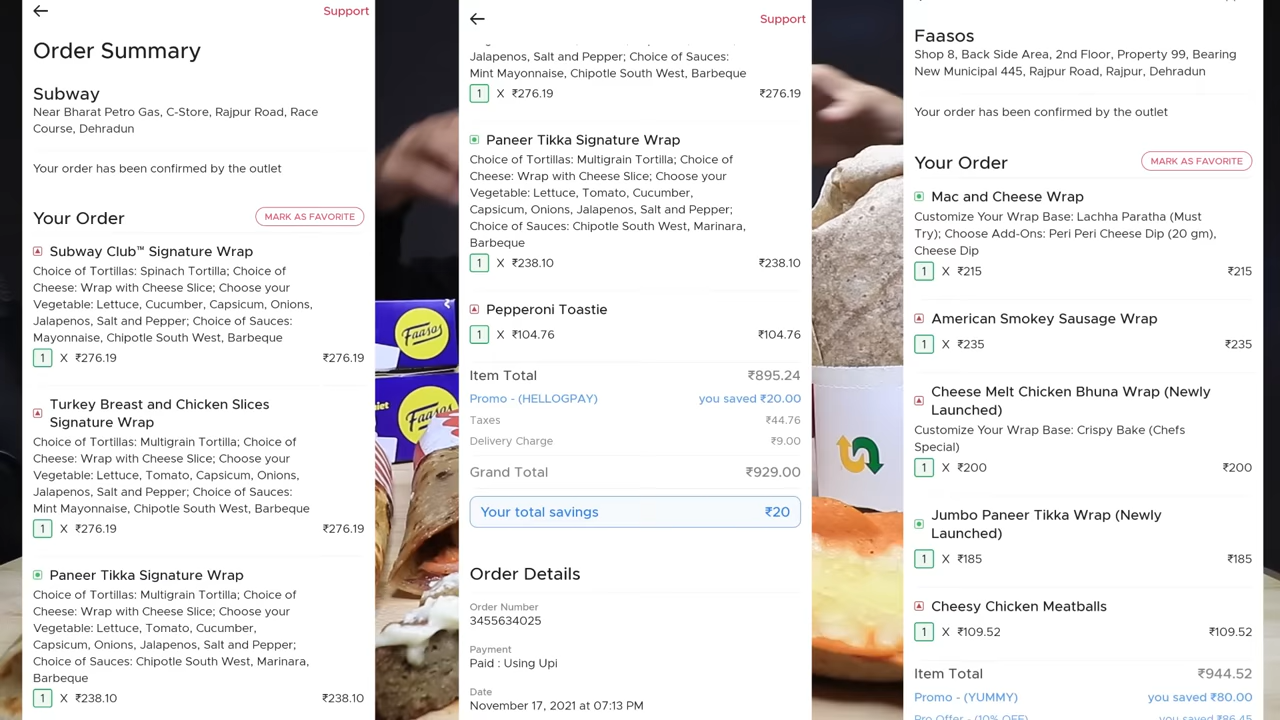 Support
Order Summary
Subway
Near Bharat Petro Gas, C-Store, Rajpur Road, Race
Course, Dehradun
Your order has been confirmed by the outlet
Your Order
MARK AS FAVORITE
Subway Club™ Signature Wrap
Choice of Tortillas: Spinach Tortilla; Choice of
Cheese: Wrap with Cheese Slice; Choose your
Vegetable: Lettuce, Cucumber, Capsicum, Onions,
Jalapenos, Salt and Pepper; Choice of Sauces:
Mayonnaise, Chipotle South West, Barbeque
1 X ₹276.19 ₹276.19
Turkey Breast and Chicken Slices
Signature Wrap
Choice of Tortillas: Multigrain Tortilla; Choice of
Cheese: Wrap with Cheese Slice; Choose your
Vegetable: Lettuce, Tomato, Capsicum, Onions,
Jalapenos, Salt and Pepper; Choice of Sauces:
Mint Mayonnaise, Chipotle South West, Barbeque
1 X ₹276.19 ₹276.19
Paneer Tikka Signature Wrap
Choice of Tortillas: Multigrain Tortilla; Choice of
Cheese: Wrap with Cheese Slice; Choose your
Vegetable: Lettuce, Tomato, Cucumber,
Capsicum, Onions, Jalapenos, Salt and Pepper;
Choice of Sauces: Chipotle South West, Marinara,
Barbeque
1 X ₹238.10 ₹238.10
Support
Jalapenos, Salt and Pepper; Choice of Sauces:
Mint Mayonnaise, Chipotle South West, Barbeque
1 X ₹276.19 ₹276.19
Paneer Tikka Signature Wrap
Choice of Tortillas: Multigrain Tortilla; Choice of
Cheese: Wrap with Cheese Slice; Choose your
Vegetable: Lettuce, Tomato, Cucumber,
Capsicum, Onions, Jalapenos, Salt and Pepper;
Choice of Sauces: Chipotle South West, Marinara,
Barbeque
1 X ₹238.10 ₹238.10
Pepperoni Toastie
1 X ₹104.76 ₹104.76
Item Total ₹895.24
Promo - (HELLOGPAY) you saved ₹20.00
Taxes ₹44.76
Delivery Charge ₹9.00
Grand Total ₹929.00
Your total savings ₹20
Order Details
Order Number
3455634025
Payment
Paid : Using Upi
Date
November 17, 2021 at 07:13 PM
Faasos
Faasos
Faasos
Shop 8, Back Side Area, 2nd Floor, Property 99, Bearing
New Municipal 445, Rajpur Road, Rajpur, Dehradun
Your order has been confirmed by the outlet
Your Order
MARK AS FAVORITE
Mac and Cheese Wrap
Customize Your Wrap Base: Lachha Paratha (Must
Try); Choose Add-Ons: Peri Peri Cheese Dip (20 gm),
Cheese Dip
1 X ₹215 ₹215
American Smokey Sausage Wrap
1 X ₹235 ₹235
Cheese Melt Chicken Bhuna Wrap (Newly
Launched)
Customize Your Wrap Base: Crispy Bake (Chefs
Special)
1 X ₹200 ₹200
Jumbo Paneer Tikka Wrap (Newly
Launched)
1 X ₹185 ₹185
Cheesy Chicken Meatballs
1 X ₹109.52 ₹109.52
Item Total ₹944.52
Promo - (YUMMY) you saved ₹80.00
Pro Offer - (10% OFF) you saved ₹86.45